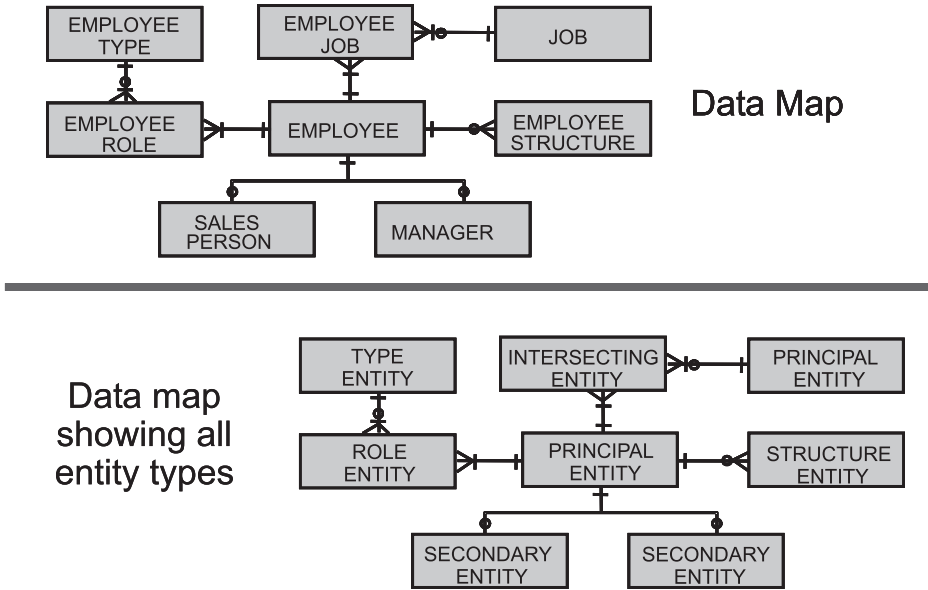 EMPLOYEE
TYPE
EMPLOYEE
JOB
JOB
EMPLOYEE
ROLE
EMPLOYEE
EMPLOYEE
STRUCTURE
Data Map
SALES
PERSON
MANAGER
TYPE
ENTITY
INTERSECTING
ENTITY
PRINCIPAL
ENTITY
Data map
showing all
entity types
ROLE
ENTITY
PRINCIPAL
ENTITY
STRUCTURE
ENTITY
SECONDARY
ENTITY
SECONDARY
ENTITY